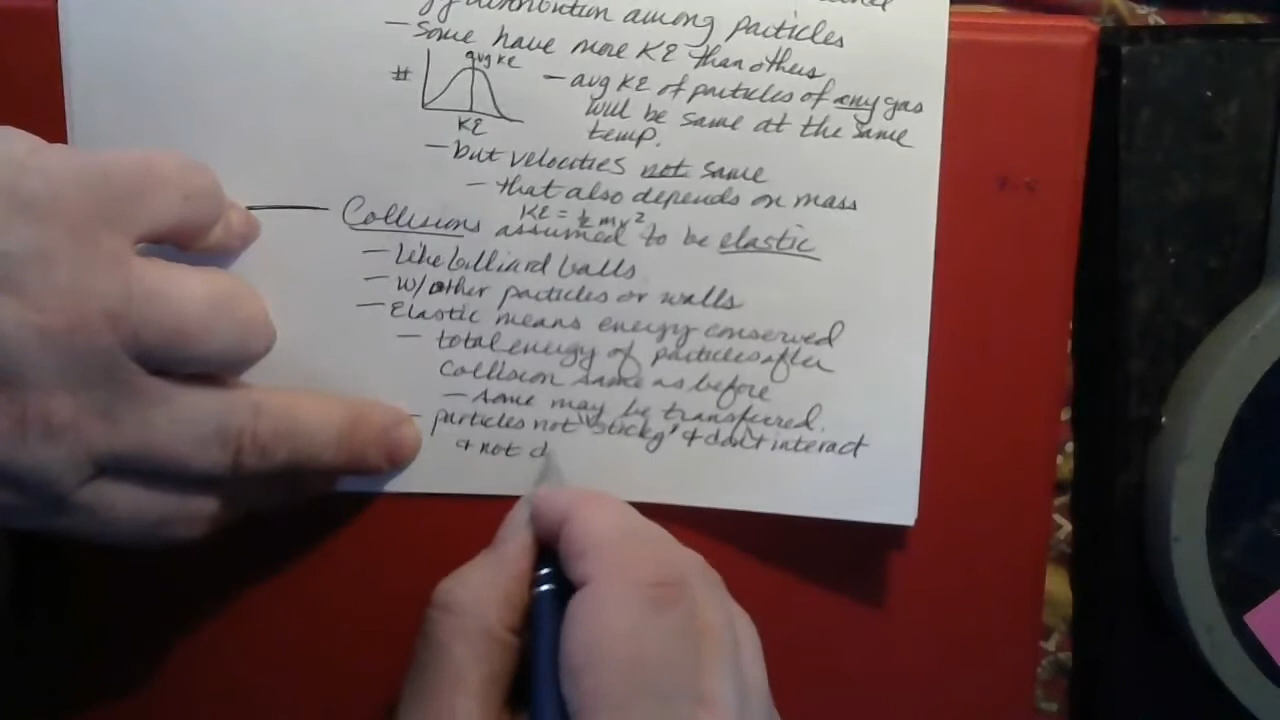 distribution among particles
- some have more KE than others
avg KE
#
KE
- avg KE of particles of any gas
will be same at the same
temp.
- but velocities not same
- that also depends on mass
KE = ½ mv²
Collisions assumed to be elastic
- like billiard balls
- w/ other particles or walls
- Elastic means energy conserved
- total energy of particles after
collision same as before
- some may be transferred.
- particles not "sticky" & don't interact
& not d